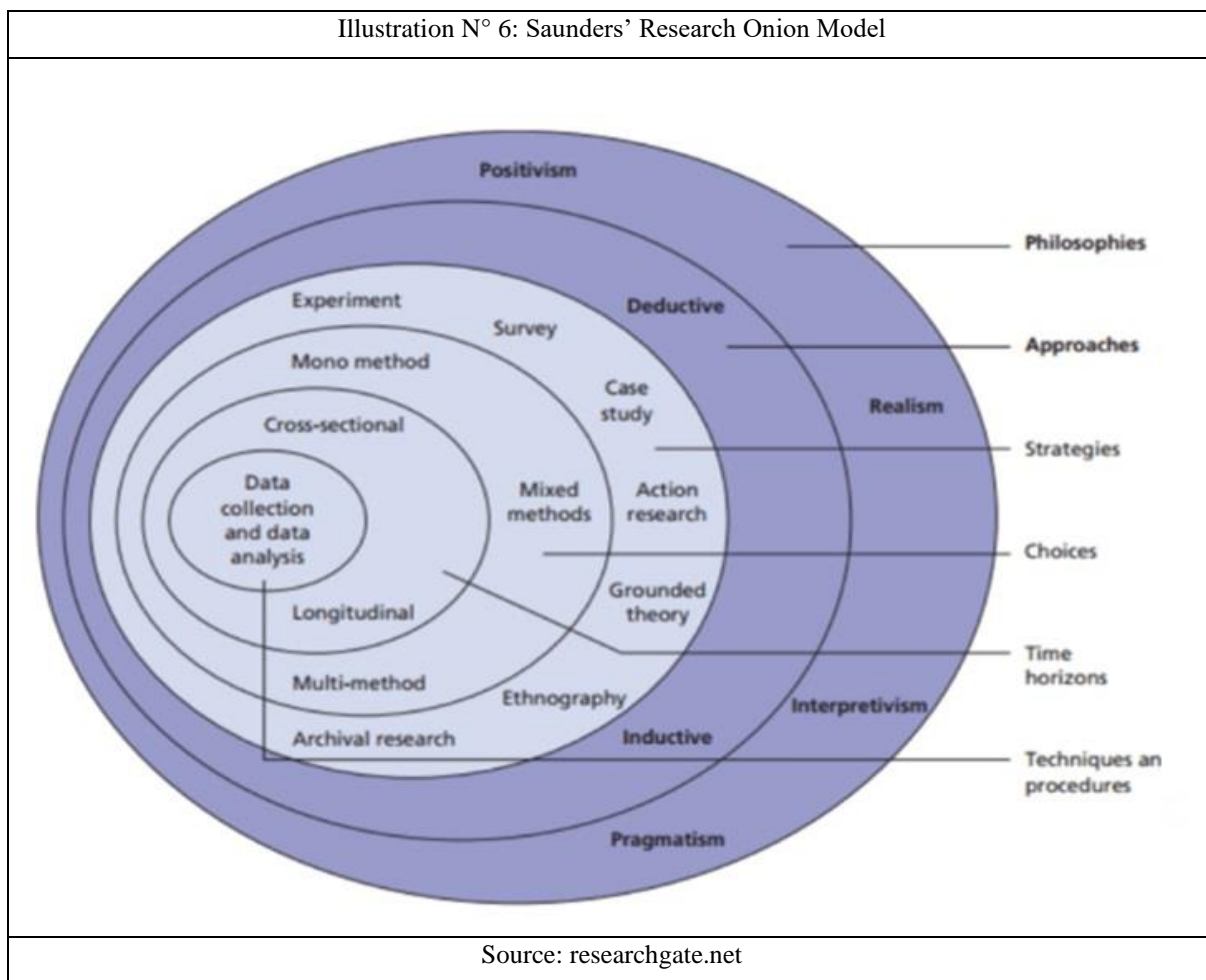 Illustration N° 6: Saunders’ Research Onion Model
Positivism
Philosophies
Experiment
Deductive
Survey
Approaches
Mono method
Case
study
Realism
Cross-sectional
Strategies
Data
collection
and data
analysis
Mixed
methods
Action
research
Choices
Grounded
theory
Longitudinal
Time
horizons
Multi-method
Ethnography
Interpretivism
Archival research
Inductive
Techniques an
procedures
Pragmatism
Source: researchgate.net